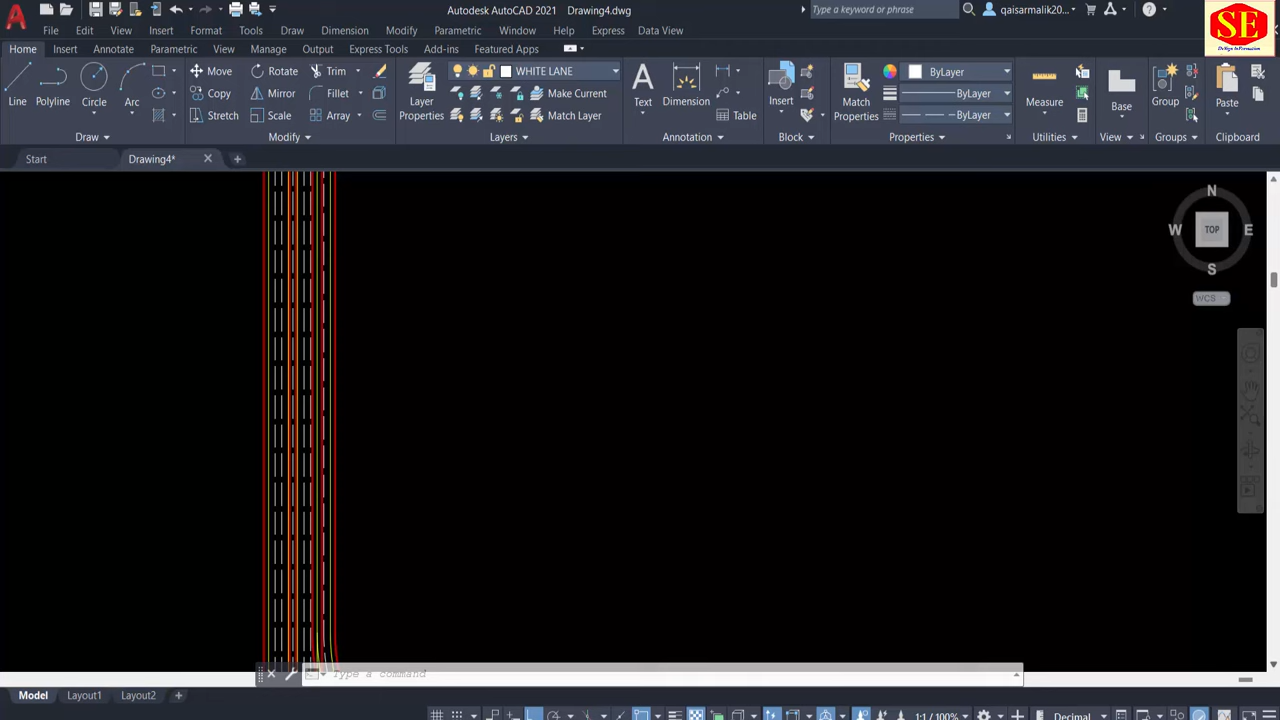 Autodesk AutoCAD 2021 Drawing4.dwg
Type a keyword or phrase
qaisarmalik20...
SE
DeSign InFormation
File Edit View Insert Format Tools Draw Dimension Modify Parametric Window Help Express Data View
Home Insert Annotate Parametric View Manage Output Express Tools Add-ins Featured Apps
Line Polyline Circle Arc
Move Rotate Trim
Copy Mirror Fillet
Stretch Scale Array
Layer Properties
WHITE LANE
Make Current
Match Layer
Text Dimension Table
Insert
Match Properties
ByLayer
ByLayer
ByLayer
Measure
Group
Base
Paste
Draw Modify Layers Annotation Block Properties Utilities Groups View Clipboard
Start Drawing4*
N
W TOP E
S
WCS
Type a command
Model Layout1 Layout2
1:1 / 100% Decimal